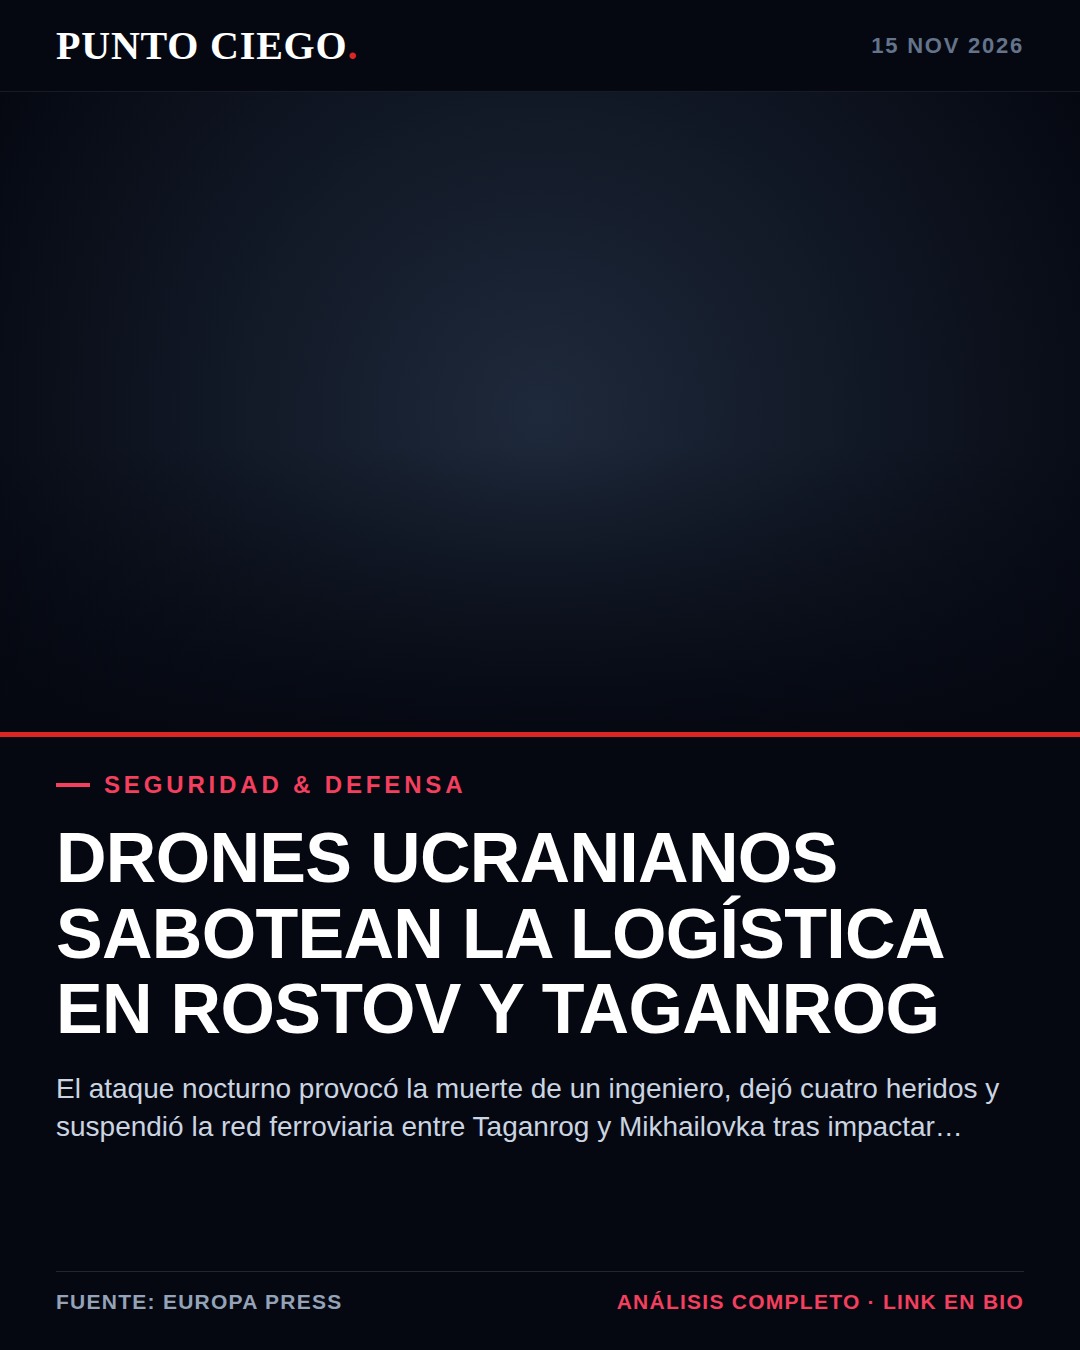 PUNTO CIEGO.
15 NOV 2026
SEGURIDAD & DEFENSA
DRONES UCRANIANOS
SABOTEAN LA LOGÍSTICA
EN ROSTOV Y TAGANROG
El ataque nocturno provocó la muerte de un ingeniero, dejó cuatro heridos y
suspendió la red ferroviaria entre Taganrog y Mikhailovka tras impactar…
FUENTE: EUROPA PRESS
ANÁLISIS COMPLETO · LINK EN BIO